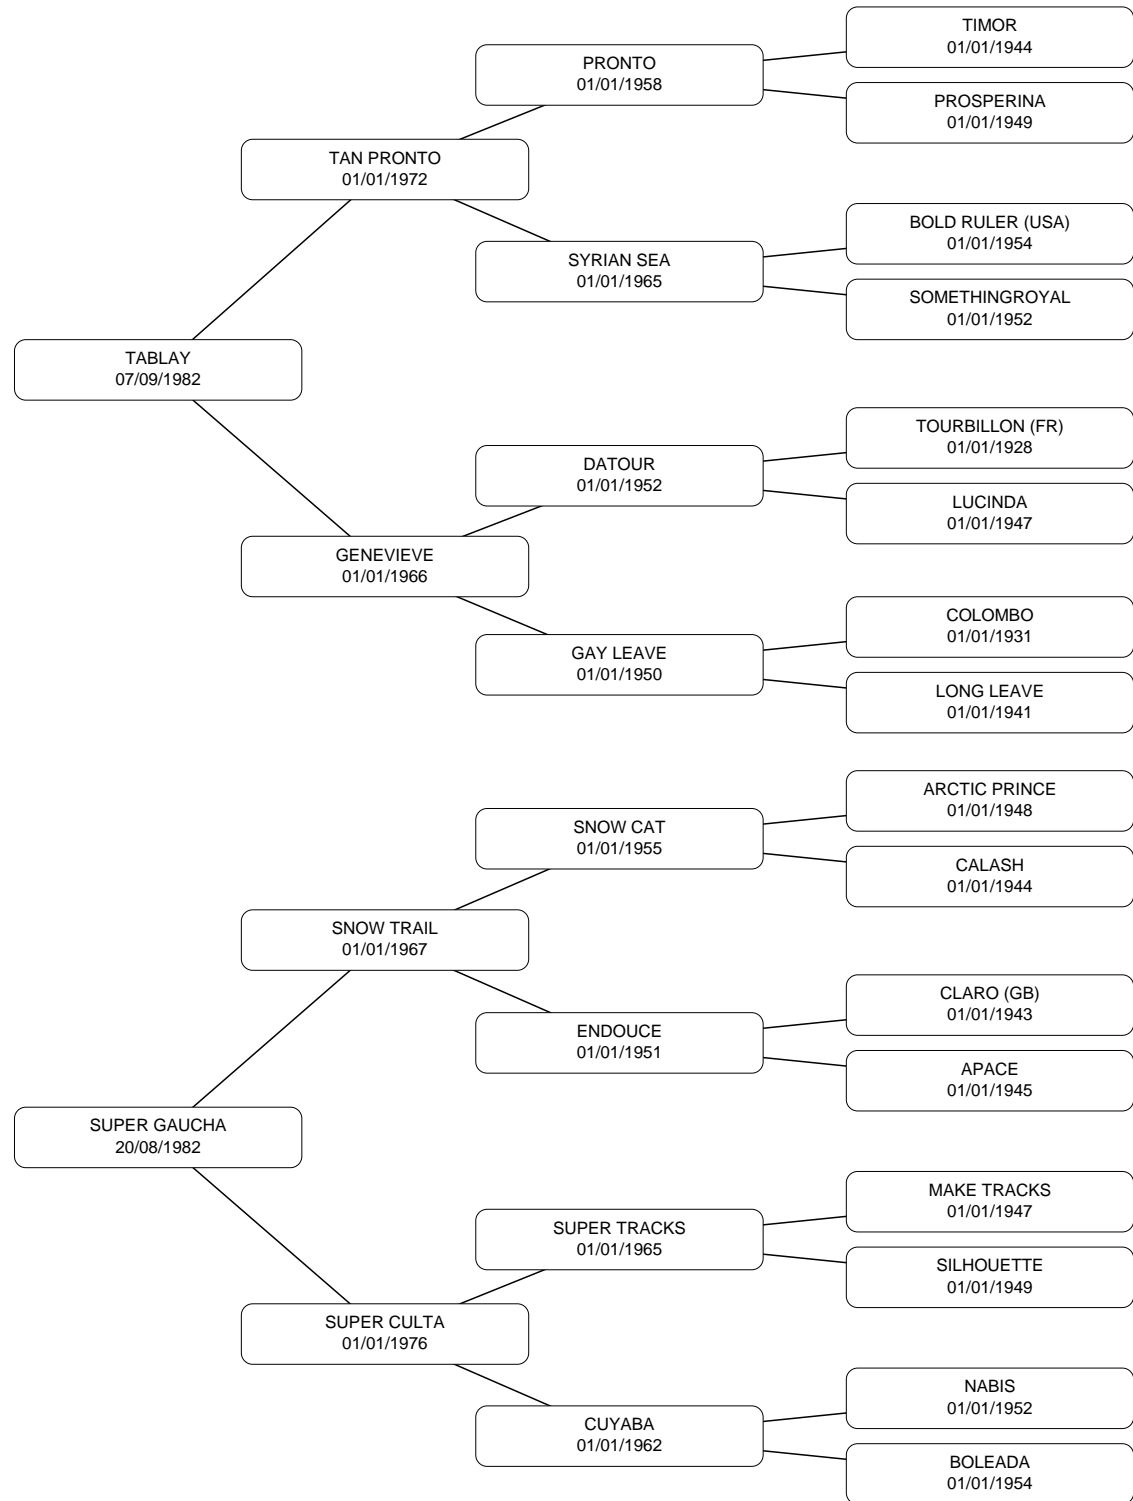 TIMOR
01/01/1944
PRONTO
01/01/1958
PROSPERINA
01/01/1949
TAN PRONTO
01/01/1972
BOLD RULER (USA)
01/01/1954
SYRIAN SEA
01/01/1965
SOMETHINGROYAL
01/01/1952
TABLAY
07/09/1982
TOURBILLON (FR)
01/01/1928
DATOUR
01/01/1952
LUCINDA
01/01/1947
GENEVIEVE
01/01/1966
COLOMBO
01/01/1931
GAY LEAVE
01/01/1950
LONG LEAVE
01/01/1941
ARCTIC PRINCE
01/01/1948
SNOW CAT
01/01/1955
CALASH
01/01/1944
SNOW TRAIL
01/01/1967
CLARO (GB)
01/01/1943
ENDOUCE
01/01/1951
APACE
01/01/1945
SUPER GAUCHA
20/08/1982
MAKE TRACKS
01/01/1947
SUPER TRACKS
01/01/1965
SILHOUETTE
01/01/1949
SUPER CULTA
01/01/1976
NABIS
01/01/1952
CUYABA
01/01/1962
BOLEADA
01/01/1954